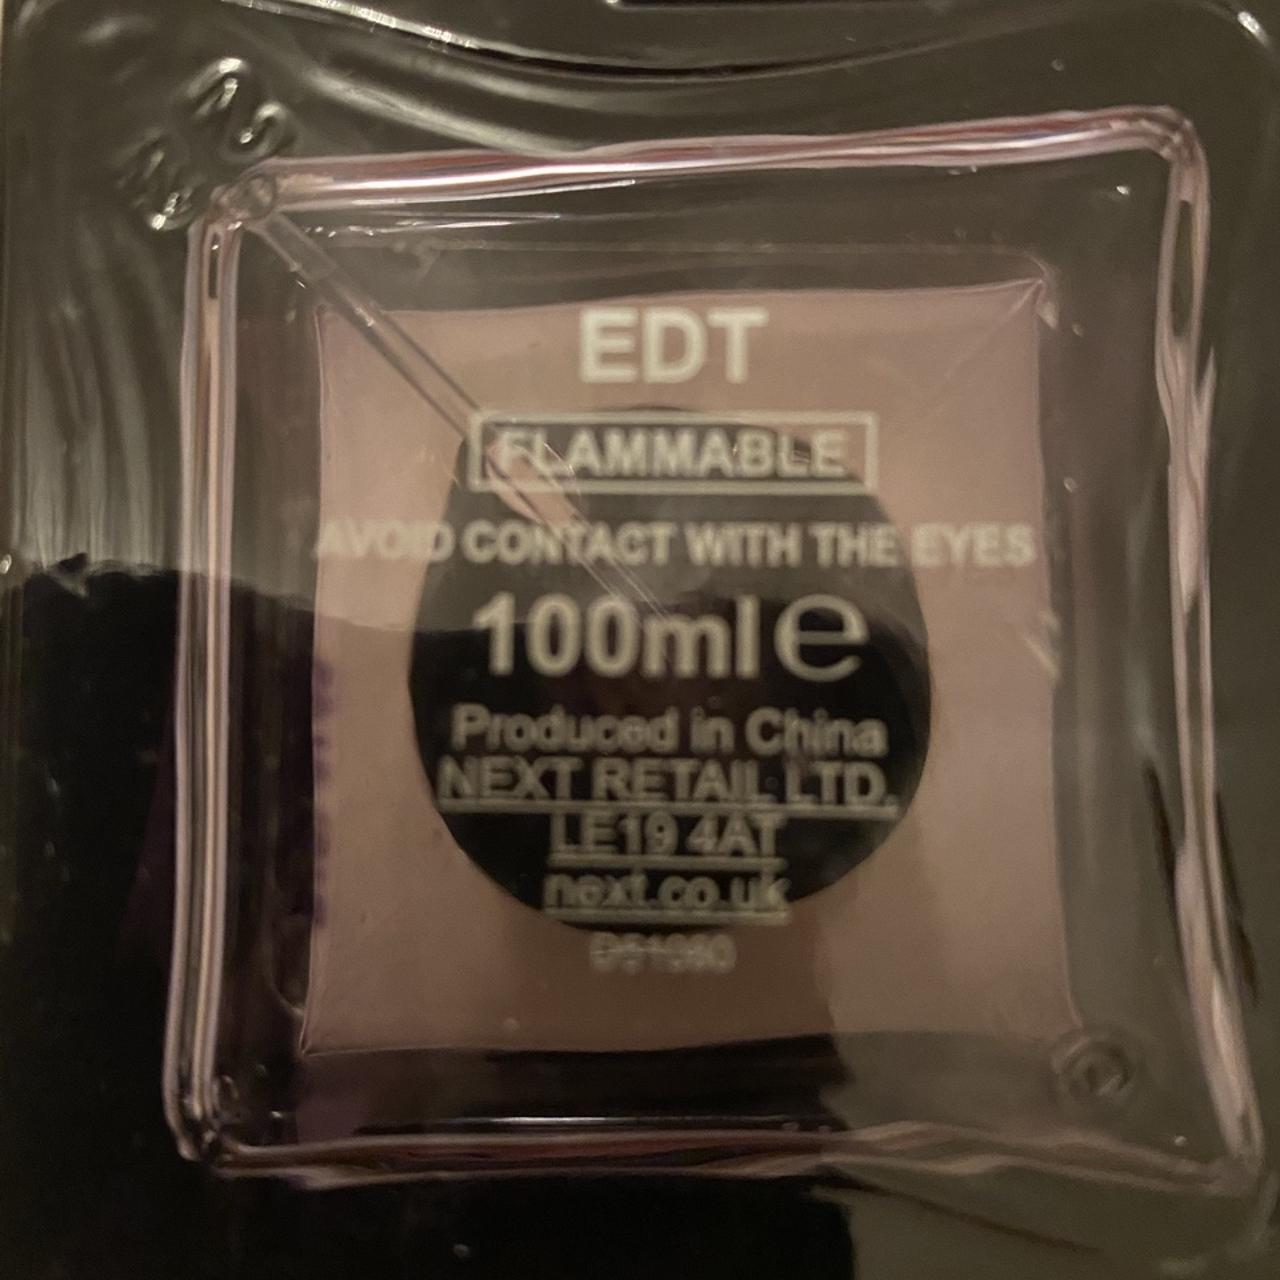 EDT
FLAMMABLE
AVOID CONTACT WITH THE EYES
100ml e
Produced in China
NEXT RETAIL LTD.
LE19 4AT
next.co.uk